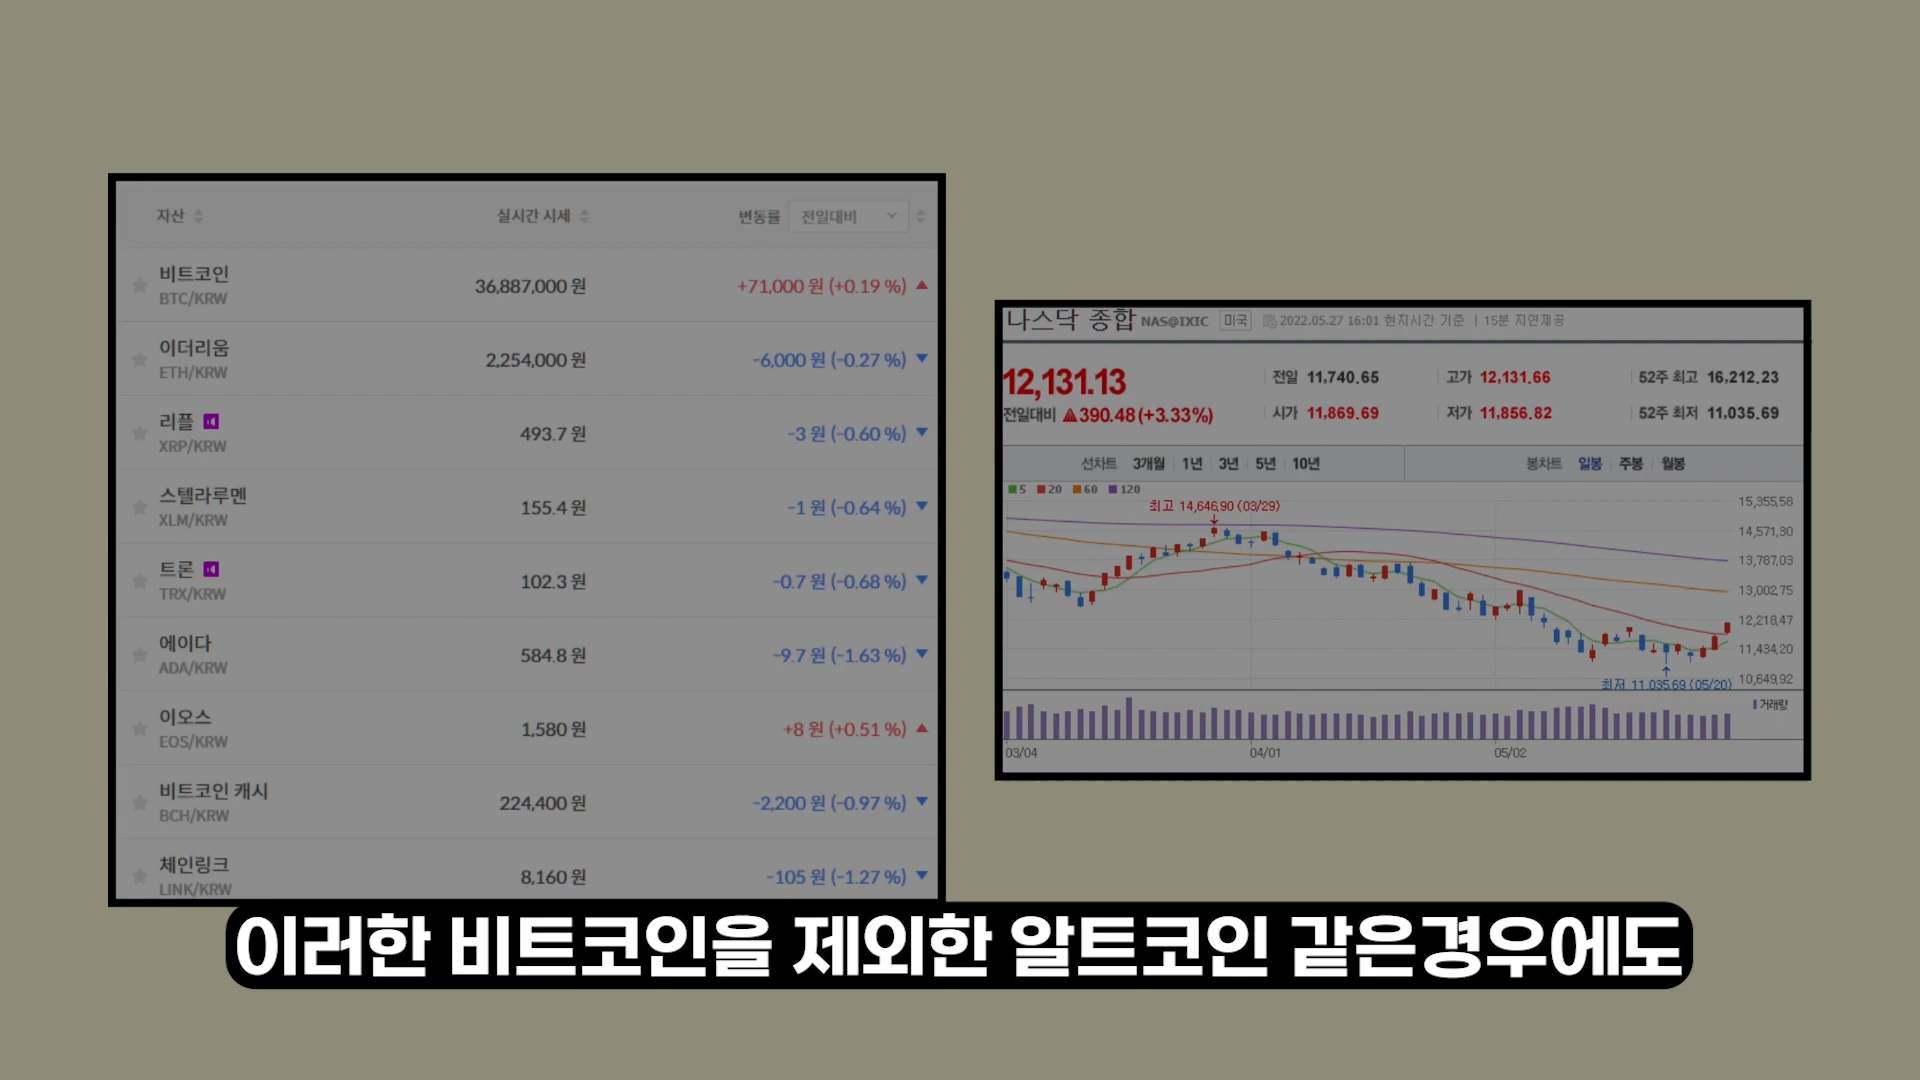 자산 실시간 시세 변동률 전일대비
비트코인
BTC/KRW
36,887,000 원
+71,000 원 (+0.19 %)
이더리움
ETH/KRW
2,254,000 원
-6,000 원 (-0.27 %)
리플
XRP/KRW
493.7 원
-3 원 (-0.60 %)
스텔라루멘
XLM/KRW
155.4 원
-1 원 (-0.64 %)
트론
TRX/KRW
102.3 원
-0.7 원 (-0.68 %)
에이다
ADA/KRW
584.8 원
-9.7 원 (-1.63 %)
이오스
EOS/KRW
1,580 원
+8 원 (+0.51 %)
비트코인 캐시
BCH/KRW
224,400 원
-2,200 원 (-0.97 %)
체인링크
LINK/KRW
8,160 원
-105 원 (-1.27 %)
나스닥 종합 NAS@IXIC 미국 2022.05.27 16:01 현지시간 기준 | 15분 지연제공
12,131.13
전일대비 ▲390.48 (+3.33%)
전일 11,740.65 고가 12,131.66 52주 최고 16,212.23
시가 11,869.69 저가 11,856.82 52주 최저 11,035.69
선차트 3개월 1년 3년 5년 10년 봉차트 일봉 주봉 월봉
5 20 60 120
최고 14,646,90 (03/29)
15,355,58
14,571,30
13,787,03
13,002,75
12,218,47
11,434,20
10,649,92
최저 11,035,69 (05/20)
거래량
03/04 04/01 05/02
이러한 비트코인을 제외한 알트코인 같은경우에도